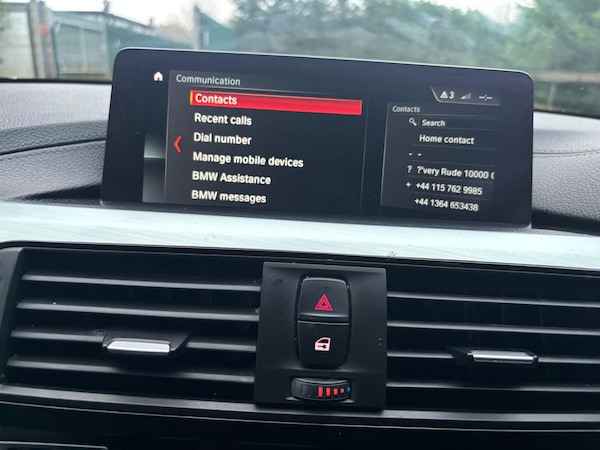 Communication
3 --:--
Contacts
Recent calls
Dial number
Manage mobile devices
BMW Assistance
BMW messages
Contacts
Search
Home contact
- -
? ?'very Rude 10000 (
+ +44 115 762 9985
+44 1364 653438